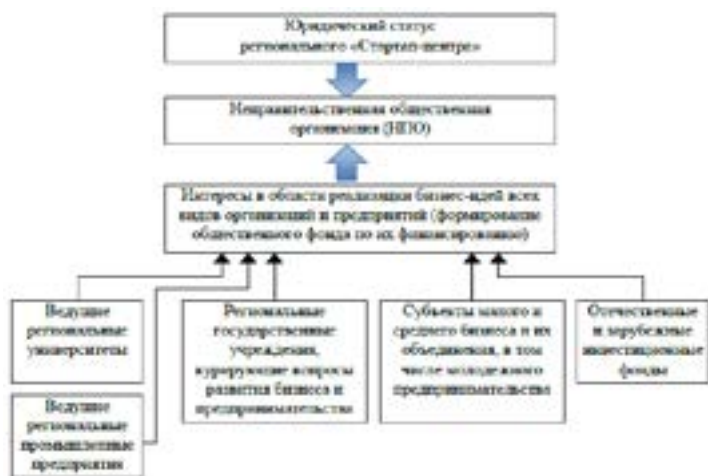 Юридический статус
регионального «Стартап-центра»
Неправительственная общественная
организация (НПО)
Интересы в области реализации бизнес-идей всех
видов организаций и предприятий (формирование
общественного фонда по их финансированию)
Ведущие
региональные
университеты
Региональные
государственные
учреждения,
курирующие вопросы
развития бизнеса и
предпринимательства
Субъекты малого и
среднего бизнеса и их
объединения, в том
числе молодежного
предпринимательства
Отечественные
и зарубежные
инвестиционные
фонды
Ведущие
региональные
промышленные
предприятия